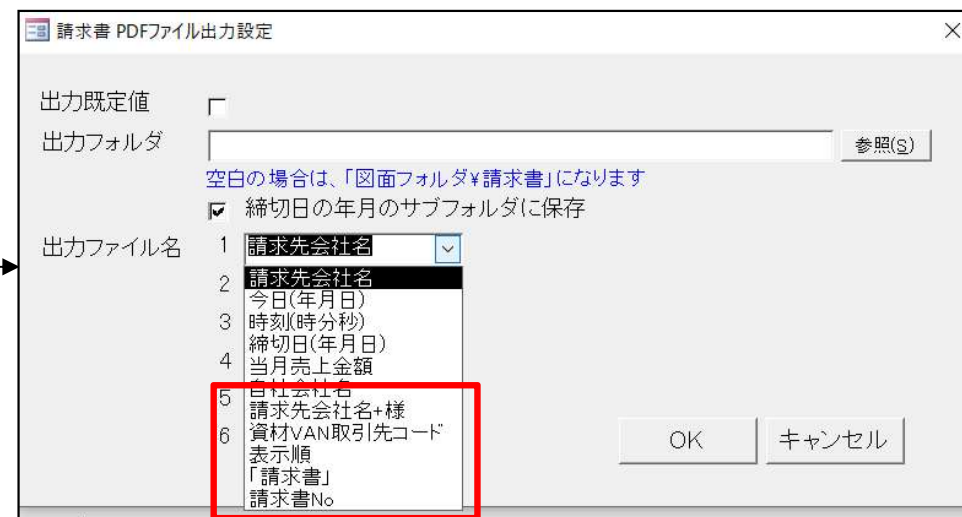 請求書 PDFファイル出力設定
出力既定値
出力フォルダ 参照(S)
空白の場合は、「図面フォルダ¥請求書」になります
締切日の年月のサブフォルダに保存
出力ファイル名 1 請求先会社名
2 請求先会社名
今日(年月日)
3 時刻(時分秒)
締切日(年月日)
4 当月売上金額
自社会社名
5 請求先会社名+様
6 資材VAN取引先コード OK キャンセル
表示順
「請求書」
請求書No